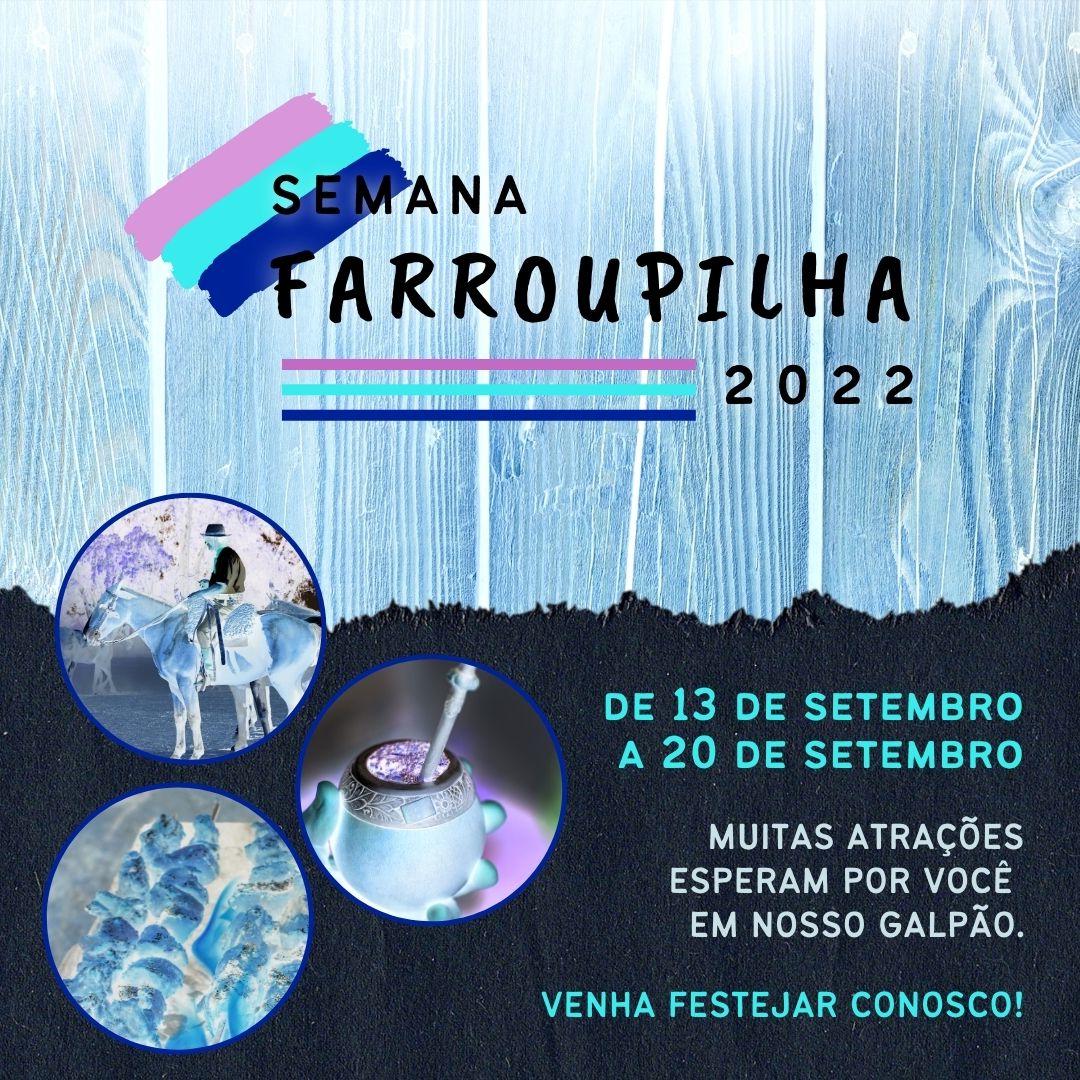 SEMANA
FARROUPILHA
2022
DE 13 DE SETEMBRO
A 20 DE SETEMBRO
MUITAS ATRAÇÕES
ESPERAM POR VOCÊ
EM NOSSO GALPÃO.
VENHA FESTEJAR CONOSCO!